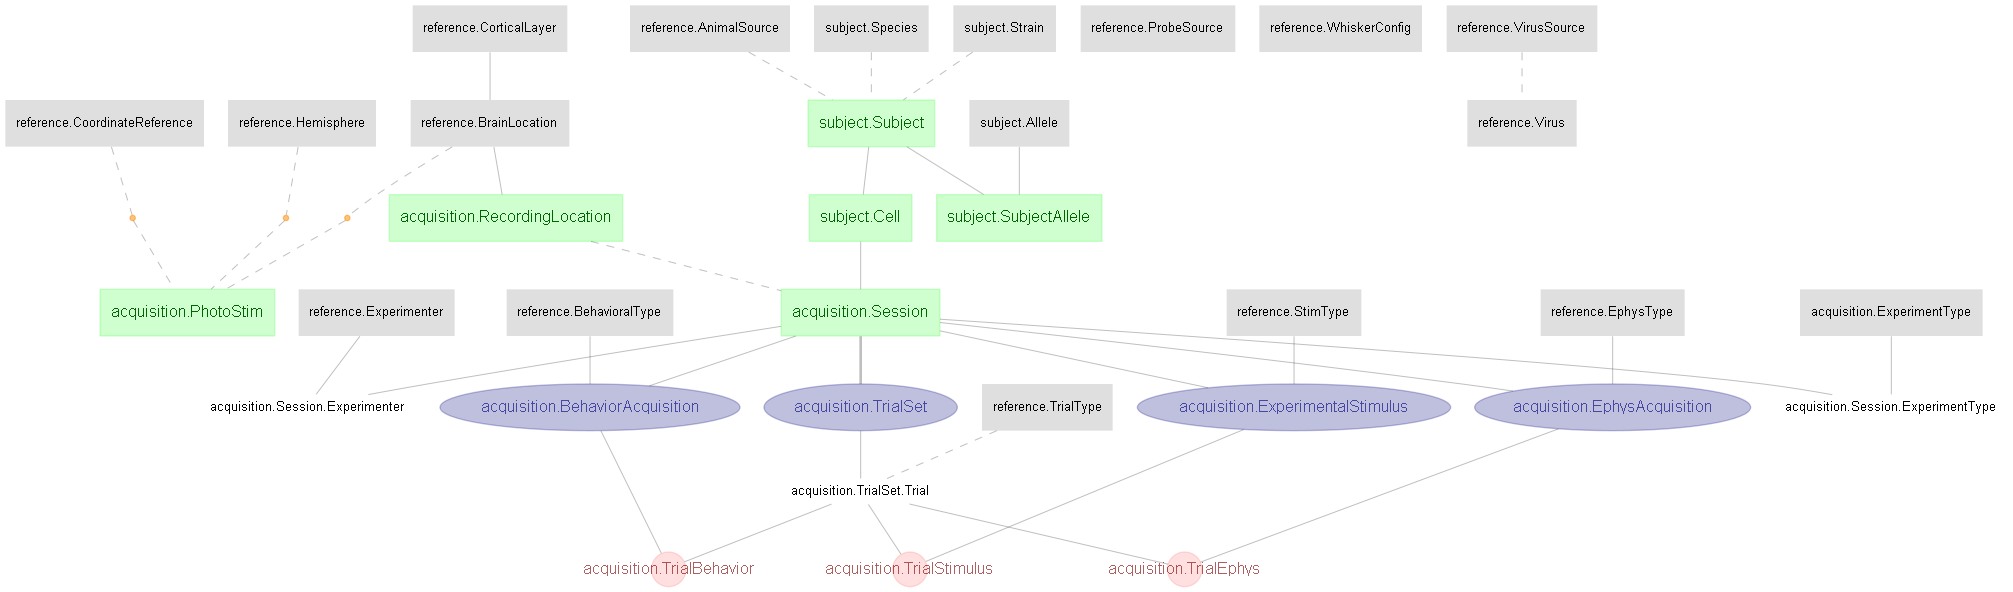 reference.CorticalLayer
reference.AnimalSource
subject.Species
subject.Strain
reference.ProbeSource
reference.WhiskerConfig
reference.VirusSource
reference.CoordinateReference
reference.Hemisphere
reference.BrainLocation
subject.Subject
subject.Allele
reference.Virus
acquisition.RecordingLocation
subject.Cell
subject.SubjectAllele
acquisition.PhotoStim
reference.Experimenter
reference.BehavioralType
acquisition.Session
reference.StimType
reference.EphysType
acquisition.ExperimentType
acquisition.Session.Experimenter
acquisition.BehaviorAcquisition
acquisition.TrialSet
reference.TrialType
acquisition.ExperimentalStimulus
acquisition.EphysAcquisition
acquisition.Session.ExperimentType
acquisition.TrialSet.Trial
acquisition.TrialBehavior
acquisition.TrialStimulus
acquisition.TrialEphys